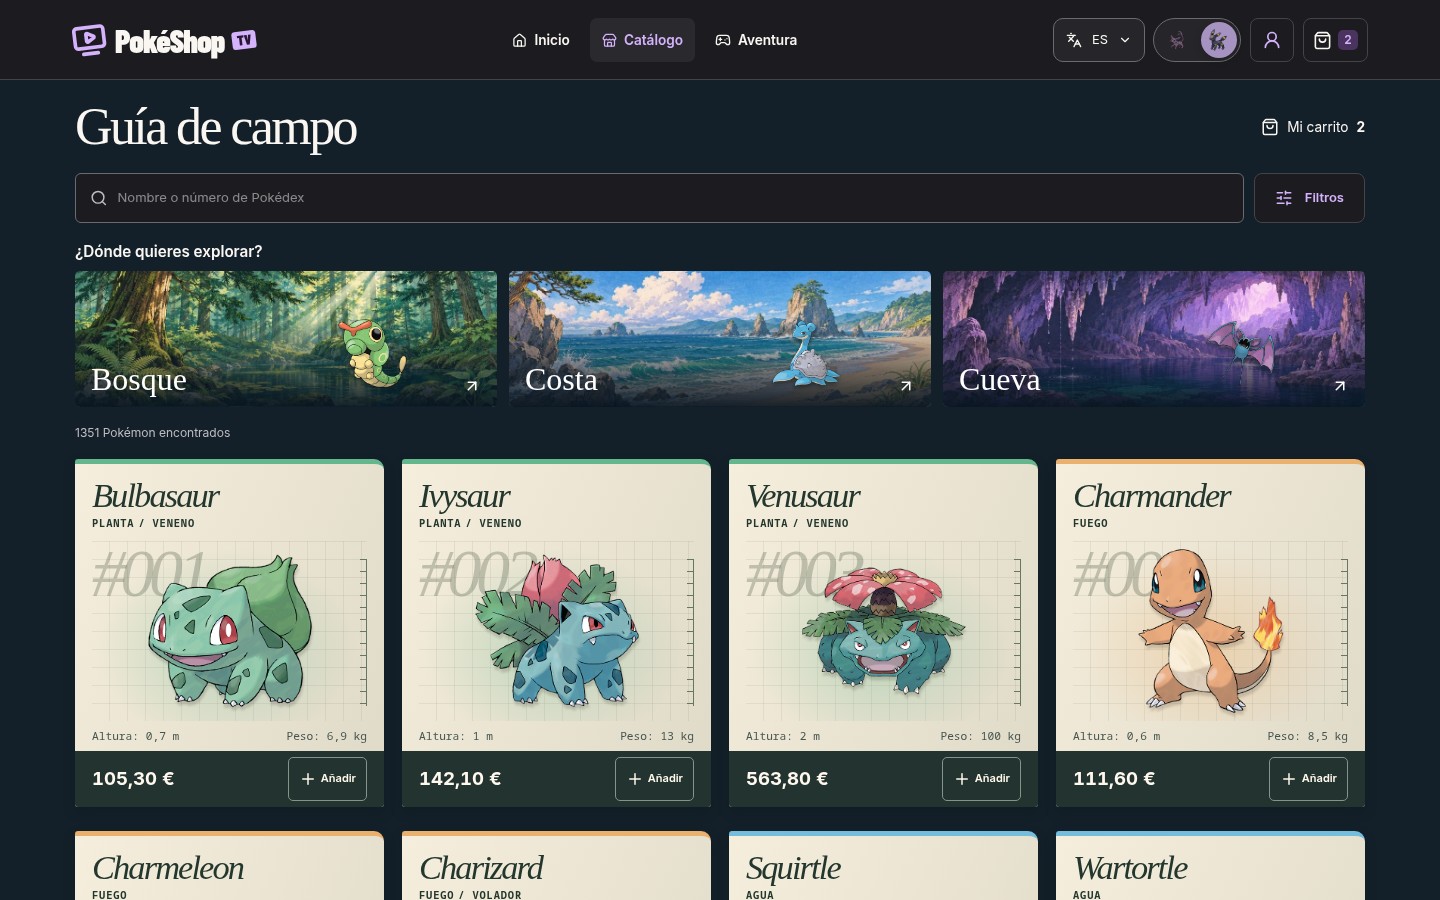 PokéShop TV
Inicio
Catálogo
Aventura
ES
2
Guía de campo
Mi carrito 2
Nombre o número de Pokédex
Filtros
¿Dónde quieres explorar?
Bosque
Costa
Cueva
1351 Pokémon encontrados
Bulbasaur
PLANTA / VENENO
#001
Altura: 0,7 m
Peso: 6,9 kg
105,30 €
Añadir
Ivysaur
PLANTA / VENENO
#002
Altura: 1 m
Peso: 13 kg
142,10 €
Añadir
Venusaur
PLANTA / VENENO
#003
Altura: 2 m
Peso: 100 kg
563,80 €
Añadir
Charmander
FUEGO
#00
Altura: 0,6 m
Peso: 8,5 kg
111,60 €
Añadir
Charmeleon
FUEGO
Charizard
FUEGO / VOLADOR
Squirtle
AGUA
Wartortle
AGUA